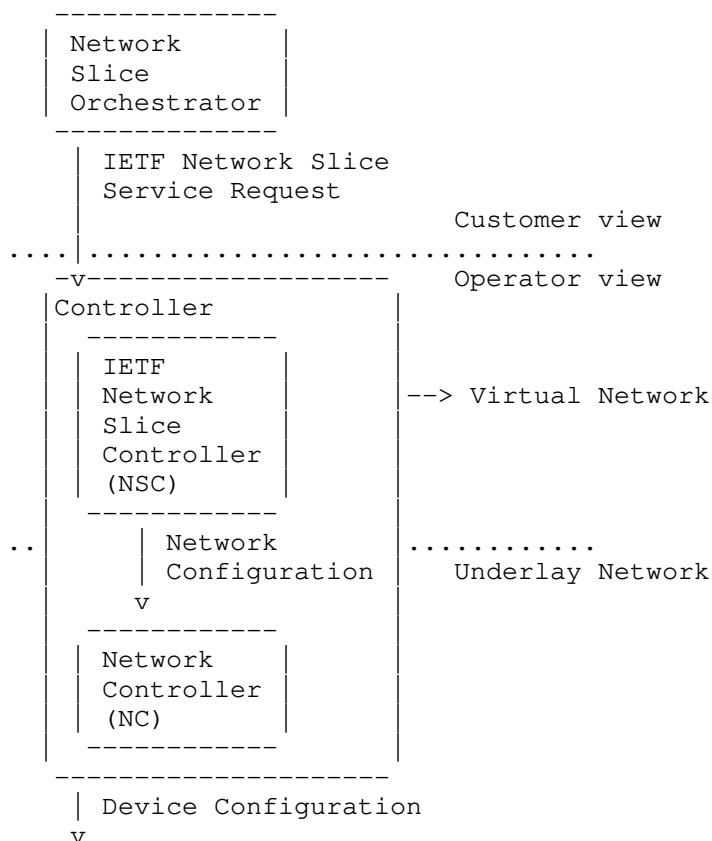 Network
Slice
Orchestrator
IETF Network Slice
Service Request
Customer view
Operator view
Controller
IETF
Network
--> Virtual Network
Slice
Controller
(NSC)
Network
Configuration
Underlay Network
v
Network
Controller
(NC)
Device Configuration
v